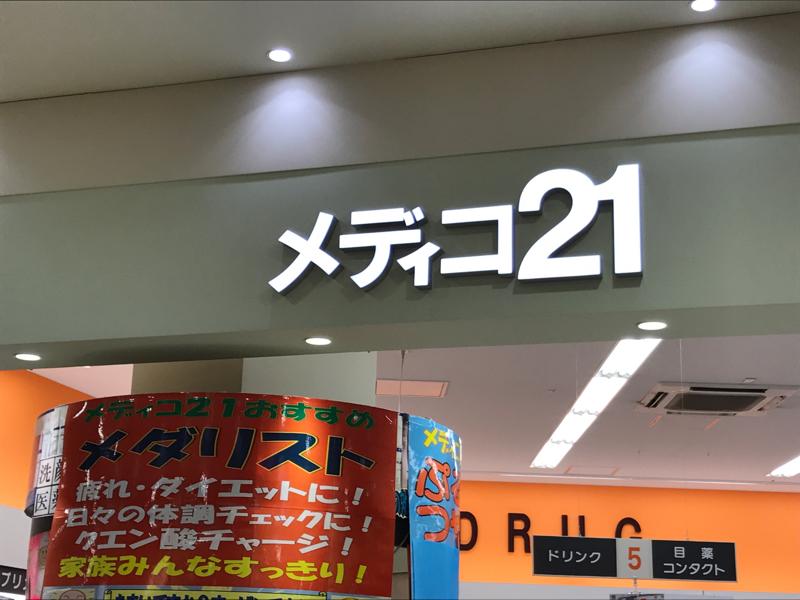 メディコ21
メディコ21おすすめ
メダリスト
疲れ・ダイエットに！
日々の体調チェックに！
クエン酸チャージ！
家族みんなすっきり！
DRUG
ドリンク
5
目薬
コンタクト